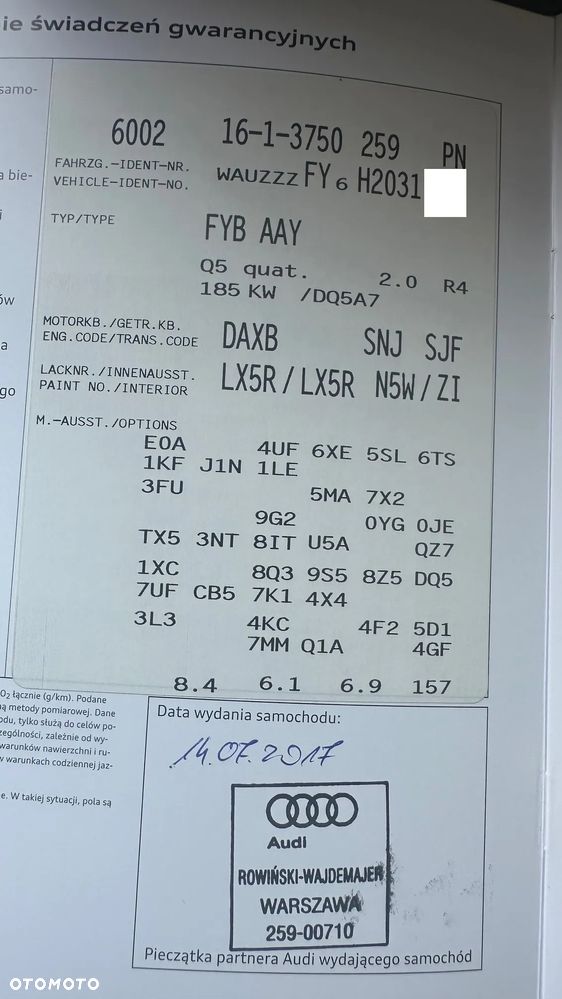 ie świadczeń gwarancyjnych
samo-
a bie-
ów
a
go
6002 16-1-3750 259 PN
FAHRZG.-IDENT-NR.
VEHICLE-IDENT-NO. WAUZZZ FY 6 H2031
TYP/TYPE FYB AAY
Q5 quat. 2.0 R4
185 KW /DQ5A7
MOTORKB./GETR.KB.
ENG.CODE/TRANS.CODE DAXB SNJ SJF
LACKNR./INNENAUSST.
PAINT NO./INTERIOR LX5R / LX5R N5W / ZI
M.-AUSST./OPTIONS
E0A 4UF 6XE 5SL 6TS
1KF J1N 1LE
3FU 5MA 7X2
9G2 0YG 0JE
TX5 3NT 8IT U5A QZ7
1XC 8Q3 9S5 8Z5 DQ5
7UF CB5 7K1 4X4
3L3 4KC 4F2 5D1
7MM Q1A 4GF
8.4 6.1 6.9 157
O₂ łącznie (g/km). Podane
ą metody pomiarowej. Dane
odu, tylko służą do celów po-
zególności, zależnie od wy-
warunków nawierzchni i ru-
w warunkach codziennej jaz-
e. W takiej sytuacji, pola są
Data wydania samochodu:
14.07.2017
Audi
ROWIŃSKI-WAJDEMAJER
WARSZAWA
259-00710
Pieczątka partnera Audi wydającego samochód
OTOMOTO